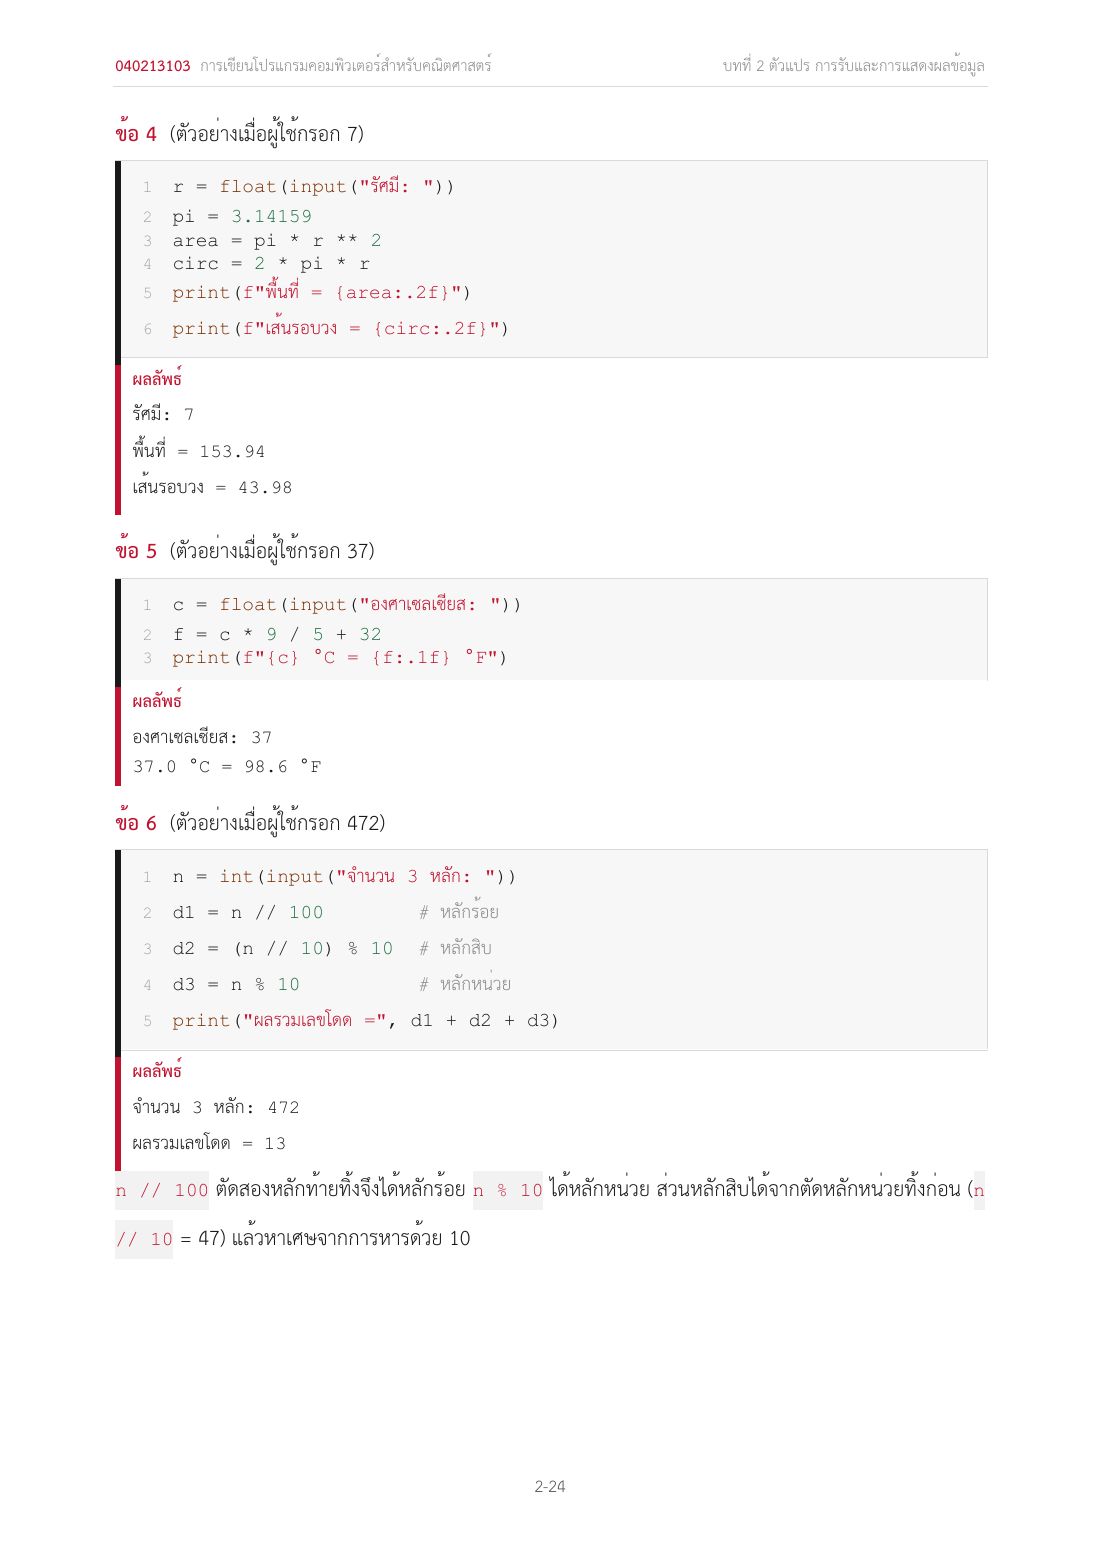 040213103 การเขียนโปรแกรมคอมพิวเตอร์สำหรับคณิตศาสตร์ บทที่ 2 ตัวแปร การรับและการแสดงผลข้อมูล
ข้อ 4 (ตัวอย่างเมื่อผู้ใช้กรอก 7)
1 r = float(input("รัศมี: "))
2 pi = 3.14159
3 area = pi * r ** 2
4 circ = 2 * pi * r
5 print(f"พื้นที่ = {area:.2f}")
6 print(f"เส้นรอบวง = {circ:.2f}")
ผลลัพธ์
รัศมี: 7
พื้นที่ = 153.94
เส้นรอบวง = 43.98
ข้อ 5 (ตัวอย่างเมื่อผู้ใช้กรอก 37)
1 c = float(input("องศาเซลเซียส: "))
2 f = c * 9 / 5 + 32
3 print(f"{c} °C = {f:.1f} °F")
ผลลัพธ์
องศาเซลเซียส: 37
37.0 °C = 98.6 °F
ข้อ 6 (ตัวอย่างเมื่อผู้ใช้กรอก 472)
1 n = int(input("จำนวน 3 หลัก: "))
2 d1 = n // 100 # หลักร้อย
3 d2 = (n // 10) % 10 # หลักสิบ
4 d3 = n % 10 # หลักหน่วย
5 print("ผลรวมเลขโดด =", d1 + d2 + d3)
ผลลัพธ์
จำนวน 3 หลัก: 472
ผลรวมเลขโดด = 13
n // 100 ตัดสองหลักท้ายทิ้งจึงได้หลักร้อย n % 10 ได้หลักหน่วย ส่วนหลักสิบได้จากตัดหลักหน่วยทิ้งก่อน (n
// 10 = 47) แล้วหาเศษจากการหารด้วย 10
2-24